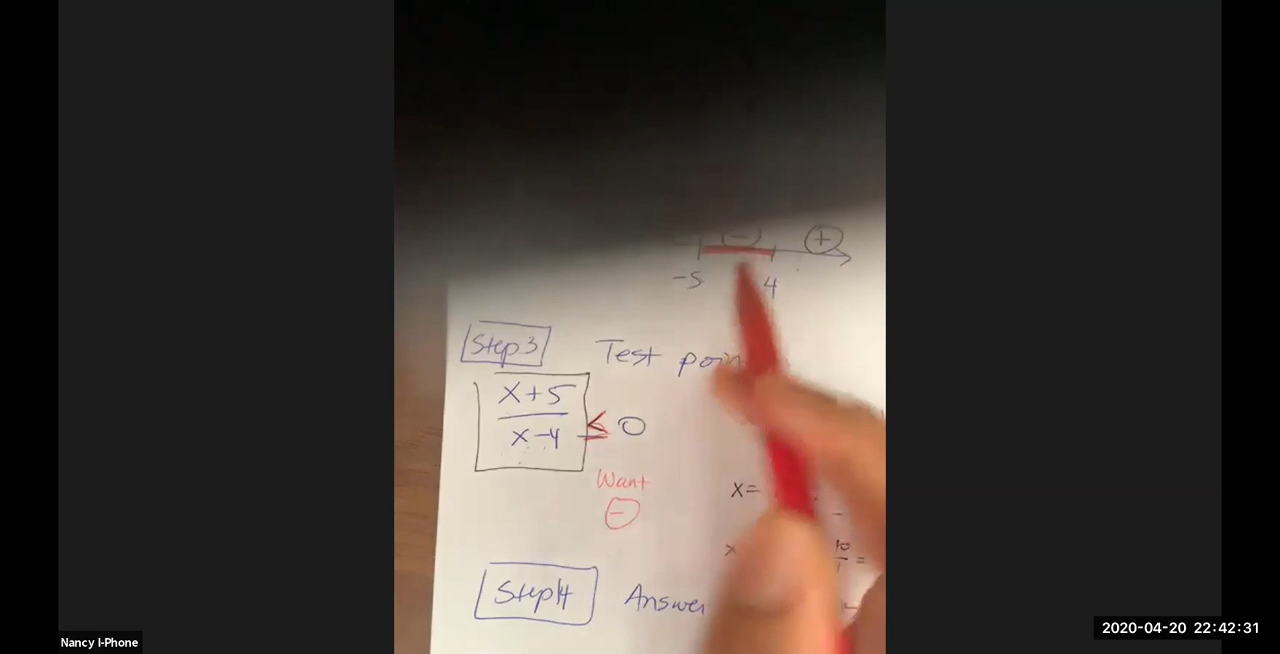 − +
-5 4
Step 3 Test poin
x+5
x-4
≤ 0
Want
−
x=
x 10
Step 4 Answer
Nancy I-Phone
2020-04-20 22:42:31